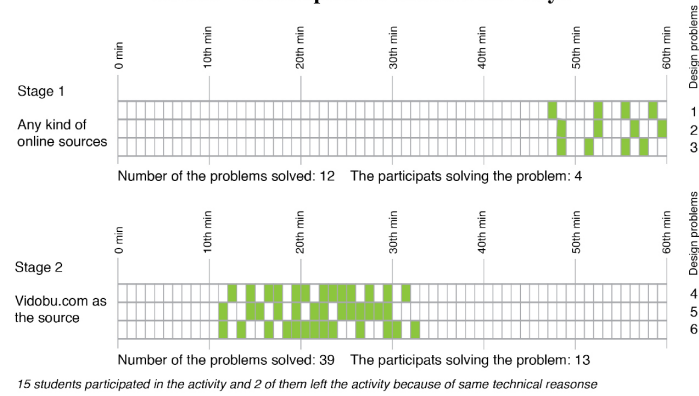 0 min 10th min 20th min 30th min 40th min 50th min 60th min Design problems
Stage 1
Any kind of
online sources
1
2
3
Number of the problems solved: 12 The participats solving the problem: 4
0 min 10th min 20th min 30th min 40th min 50th min 60th min Design problems
Stage 2
Vidobu.com as
the source
4
5
6
Number of the problems solved: 39 The participats solving the problem: 13
15 students participated in the activity and 2 of them left the activity because of same technical reasonse